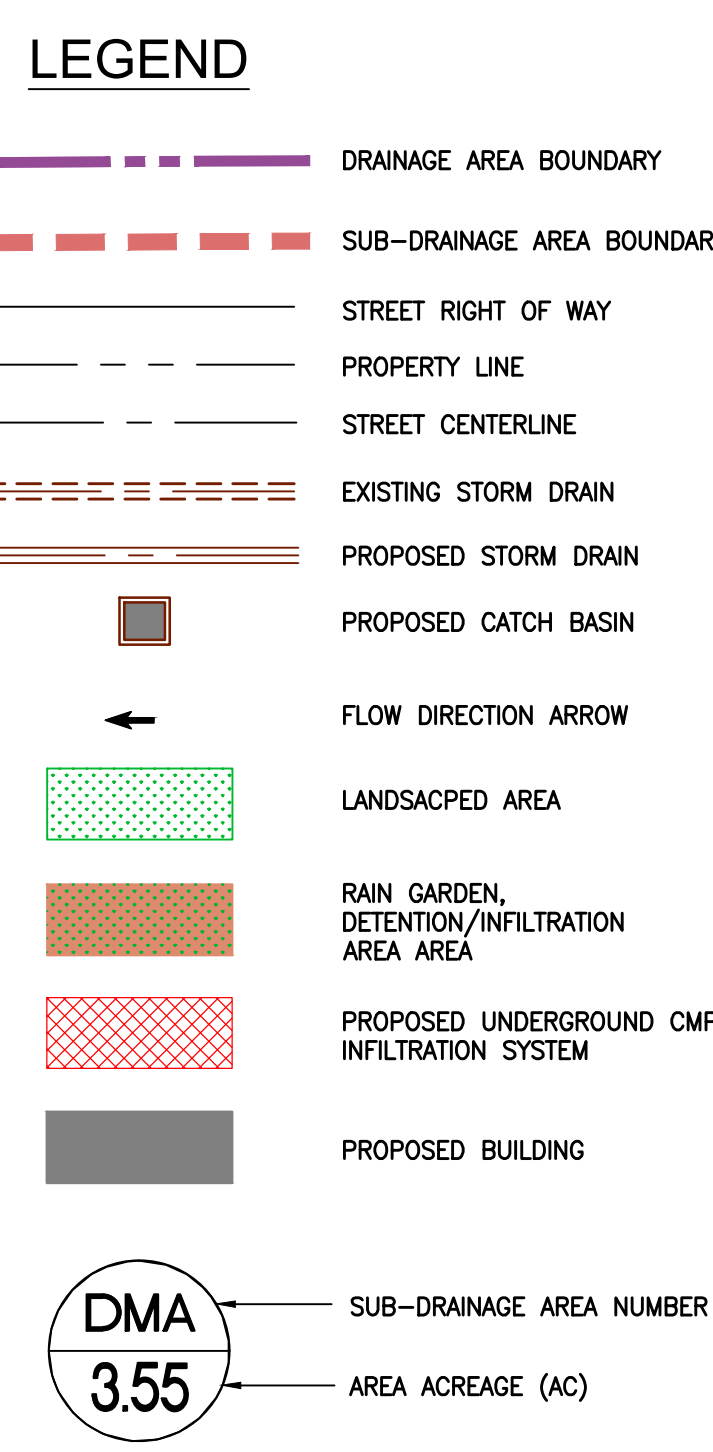 LEGEND
DRAINAGE AREA BOUNDARY
SUB-DRAINAGE AREA BOUNDAR
STREET RIGHT OF WAY
PROPERTY LINE
STREET CENTERLINE
EXISTING STORM DRAIN
PROPOSED STORM DRAIN
PROPOSED CATCH BASIN
FLOW DIRECTION ARROW
LANDSACPED AREA
RAIN GARDEN,
DETENTION/INFILTRATION
AREA AREA
PROPOSED UNDERGROUND CMP
INFILTRATION SYSTEM
PROPOSED BUILDING
DMA
SUB-DRAINAGE AREA NUMBER
3.55
AREA ACREAGE (AC)